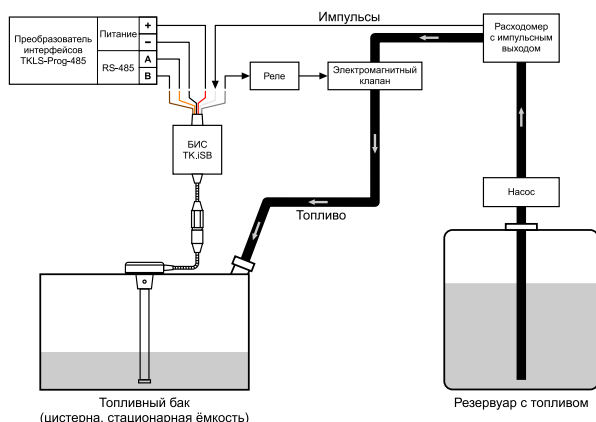 Преобразователь
интерфейсов
TKLS-Prog-485
Питание
+
−
RS-485
A
B
Импульсы
Расходомер
с импульсным
выходом
Реле
Электромагнитный
клапан
БИС
TK.iSB
Насос
Топливо
Топливный бак
(цистерна, стационарная ёмкость)
Резервуар с топливом